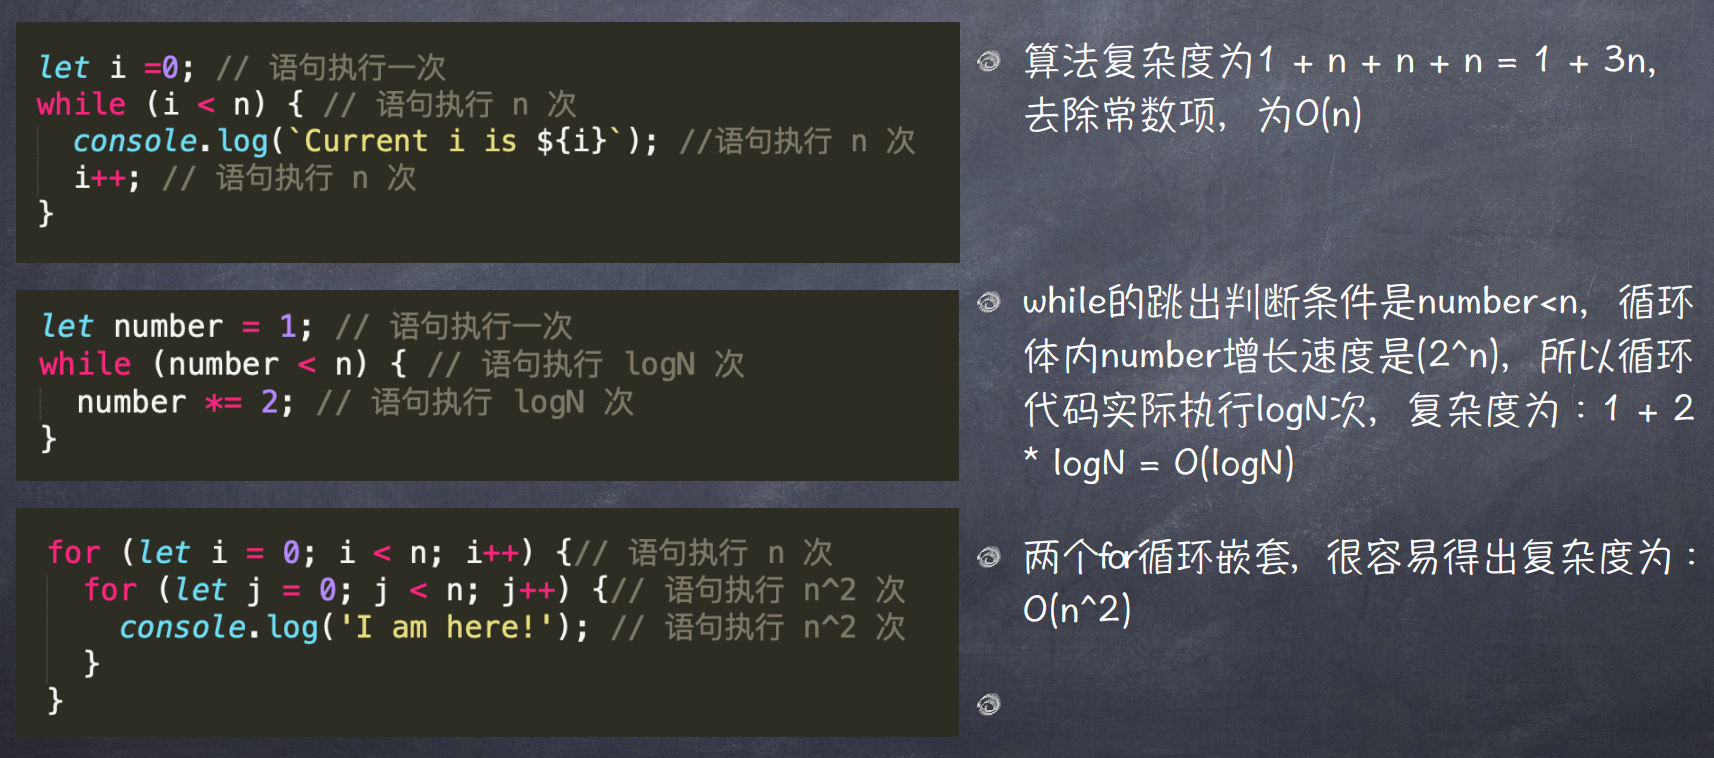 let i =0; // 语句执行一次
while (i < n) { // 语句执行 n 次
console.log(`Current i is ${i}`); //语句执行 n 次
i++; // 语句执行 n 次
}
算法复杂度为1 + n + n + n = 1 + 3n,
去除常数项，为O(n)
let number = 1; // 语句执行一次
while (number < n) { // 语句执行 logN 次
number *= 2; // 语句执行 logN 次
}
while的跳出判断条件是number<n，循环
体内number增长速度是(2^n)，所以循环
代码实际执行logN次，复杂度为：1 + 2
* logN = O(logN)
for (let i = 0; i < n; i++) {// 语句执行 n 次
for (let j = 0; j < n; j++) {// 语句执行 n^2 次
console.log('I am here!'); // 语句执行 n^2 次
}
}
两个for循环嵌套，很容易得出复杂度为：
O(n^2)